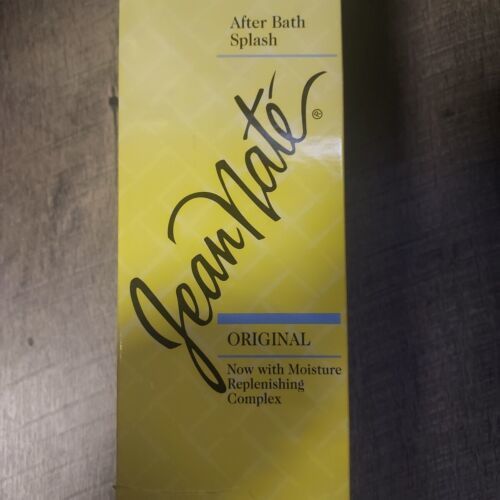 After Bath
Splash
Jean Naté®
ORIGINAL
Now with Moisture
Replenishing
Complex